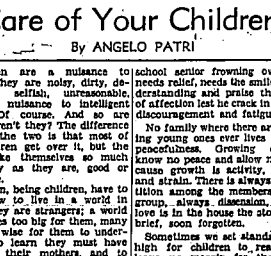 are of Your Children
By ANGELO PATRI
n are a nuisance to
hey are noisy, dirty, de-
selfish, unreasonable,
nuisance to intelligent
Of course. And so are
en't they? The difference
the two is that most of
ren get over it, but the
ke themselves so much
y as they are, good or
n, being children, have to
w to live in a world in
ey are strangers; a world
es too big for them, many
wise for them to under-
o learn they must have
their mothers, and to
school senior frowning ov
needs relief, needs the smil
derstanding and praise th
of affection lest he crack in
discouragement and fatigu
No family where there ar
ing young ones ever lives
peacefulness. Growing
know no peace and allow n
cause growth is activity,
and strain. There is always
tition among the members
group, always dissension,
love is in the house the sto
brief, soon forgotten.
Sometimes we set stand
high for children to rea